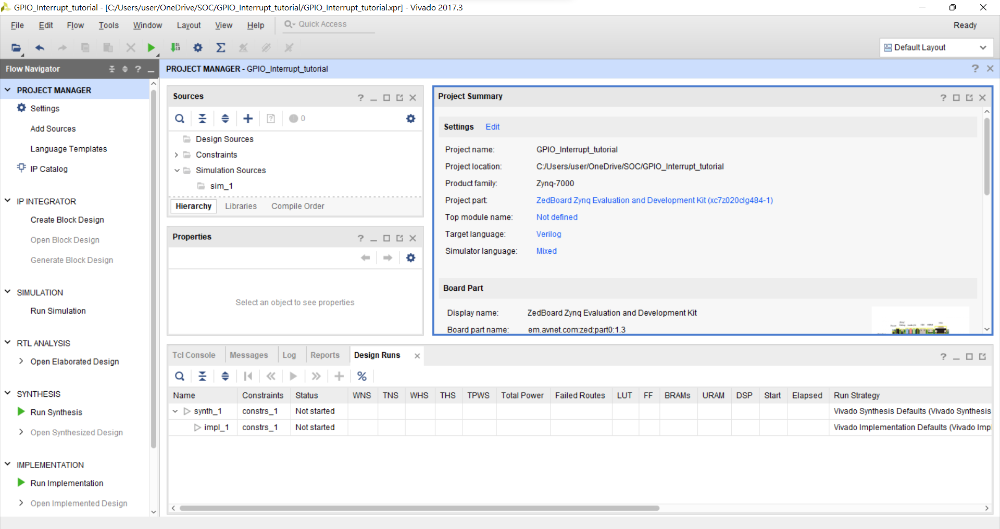 GPIO_Interrupt_tutorial - [C:/Users/user/OneDrive/SOC/GPIO_Interrupt_tutorial/GPIO_Interrupt_tutorial.xpr] - Vivado 2017.3
File Edit Flow Tools Window Layout View Help Quick Access Ready
Default Layout
Flow Navigator
PROJECT MANAGER
Settings
Add Sources
Language Templates
IP Catalog
IP INTEGRATOR
Create Block Design
Open Block Design
Generate Block Design
SIMULATION
Run Simulation
RTL ANALYSIS
Open Elaborated Design
SYNTHESIS
Run Synthesis
Open Synthesized Design
IMPLEMENTATION
Run Implementation
Open Implemented Design
PROJECT MANAGER - GPIO_Interrupt_tutorial
Sources
0
Design Sources
Constraints
Simulation Sources
sim_1
Hierarchy Libraries Compile Order
Properties
Select an object to see properties
Project Summary
Settings Edit
Project name: GPIO_Interrupt_tutorial
Project location: C:/Users/user/OneDrive/SOC/GPIO_Interrupt_tutorial
Product family: Zynq-7000
Project part: ZedBoard Zynq Evaluation and Development Kit (xc7z020clg484-1)
Top module name: Not defined
Target language: Verilog
Simulator language: Mixed
Board Part
Display name: ZedBoard Zynq Evaluation and Development Kit
Board part name: em.avnet.com:zed:part0:1.3
Tcl Console Messages Log Reports Design Runs
Name Constraints Status WNS TNS WHS THS TPWS Total Power Failed Routes LUT FF BRAMs URAM DSP Start Elapsed Run Strategy
synth_1 constrs_1 Not started Vivado Synthesis Defaults (Vivado Synthesis
impl_1 constrs_1 Not started Vivado Implementation Defaults (Vivado Imp